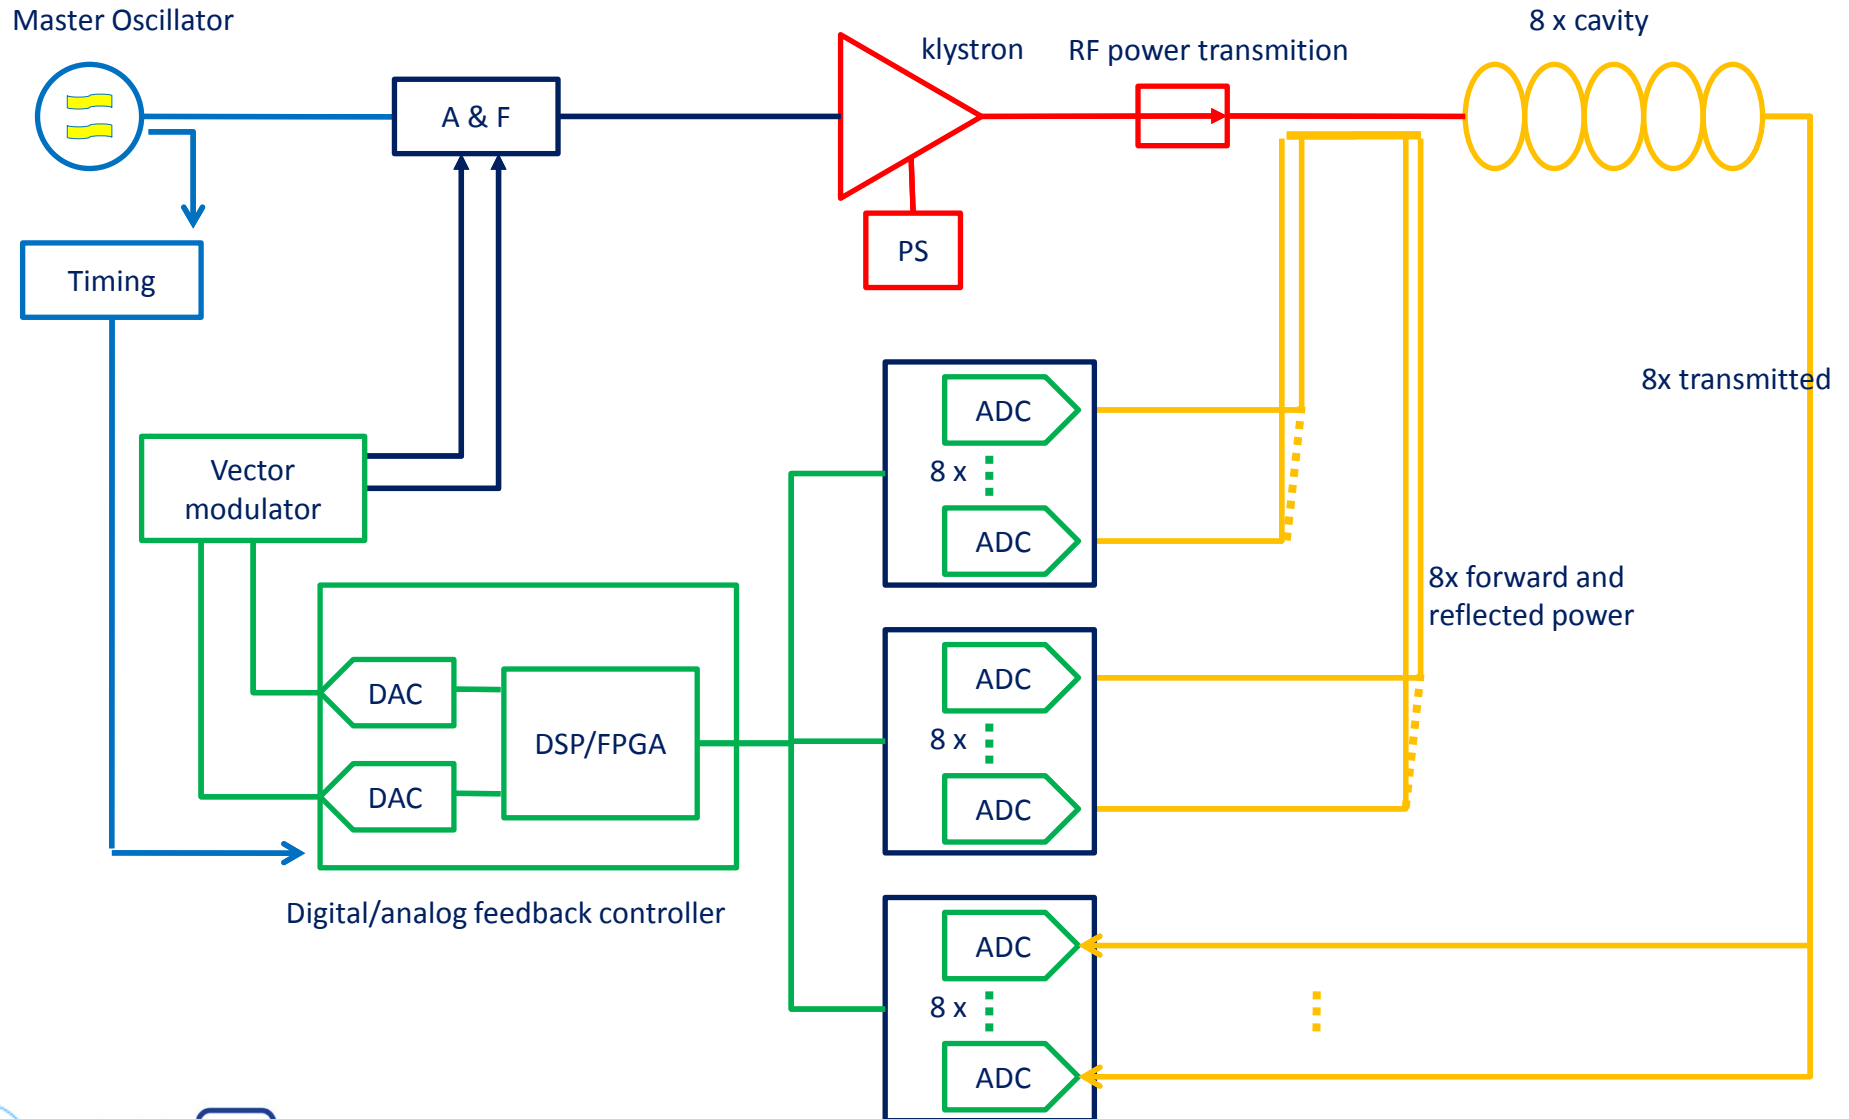 Master Oscillator
klystron
RF power transmition
8 x cavity
A & F
PS
Timing
8x transmitted
ADC
8 x
ADC
Vector
modulator
8x forward and
reflected power
ADC
8 x
ADC
DAC
DSP/FPGA
DAC
Digital/analog feedback controller
ADC
8 x
ADC